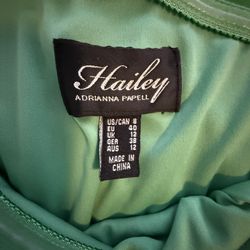 Hailey
ADRIANNA PAPELL
US/CAN 8
EU 40
UK 12
GER 38
AUS 12
MADE IN
CHINA